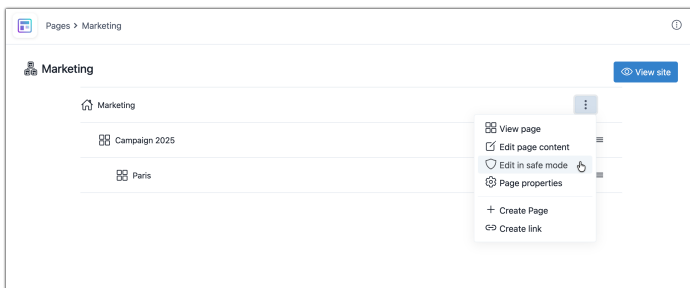 Pages > Marketing
Marketing
View site
Marketing
View page
Campaign 2025
Edit page content
Edit in safe mode
Paris
Page properties
Create Page
Create link